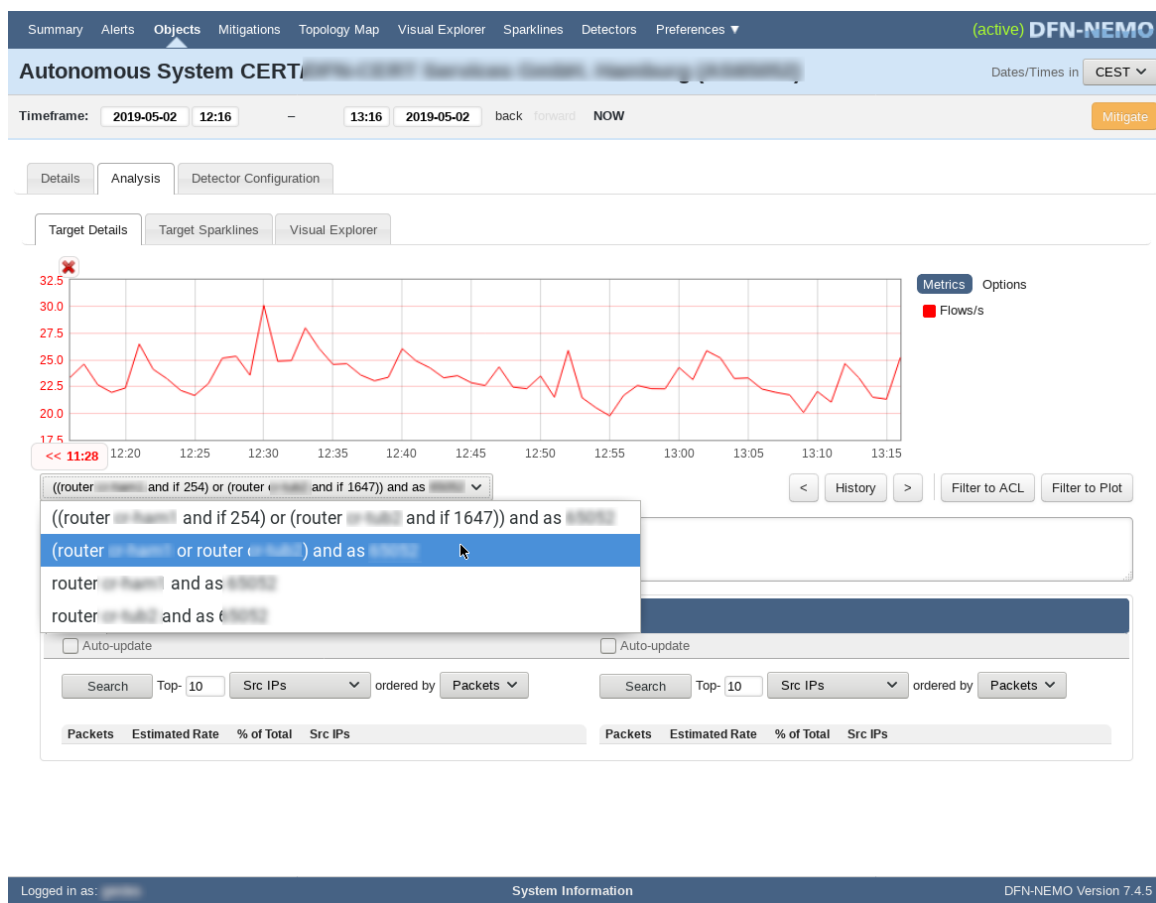 Summary Alerts Objects Mitigations Topology Map Visual Explorer Sparklines Detectors Preferences ▼ (active) DFN-NEMO
Autonomous System CERT/ Dates/Times in CEST
Timeframe: 2019-05-02 12:16 – 13:16 2019-05-02 back forward NOW Mitigate
Details Analysis Detector Configuration
Target Details Target Sparklines Visual Explorer
32.5
Metrics Options
30.0
Flows/s
27.5
25.0
22.5
20.0
17.5
<< 11:28 12:20 12:25 12:30 12:35 12:40 12:45 12:50 12:55 13:00 13:05 13:10 13:15
((router and if 254) or (router and if 1647)) and as < History > Filter to ACL Filter to Plot
((router and if 254) or (router and if 1647)) and as
(router or router ) and as
router and as
router and as
Auto-update Auto-update
Search Top- 10 Src IPs ordered by Packets Search Top- 10 Src IPs ordered by Packets
Packets Estimated Rate % of Total Src IPs Packets Estimated Rate % of Total Src IPs
Logged in as: System Information DFN-NEMO Version 7.4.5